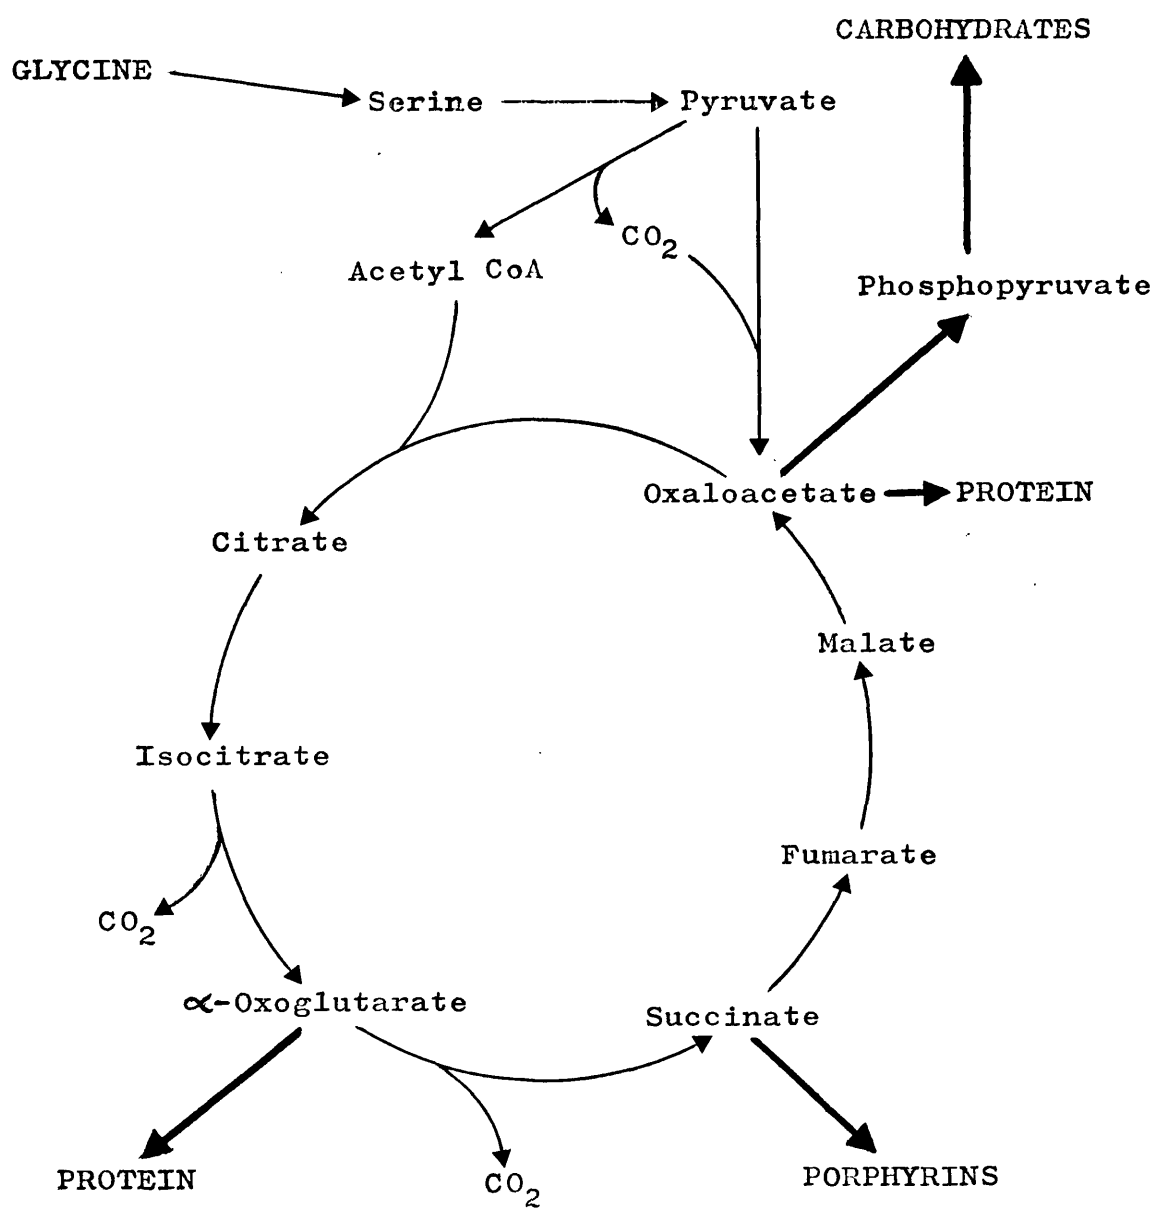 CARBOHYDRATES
GLYCINE
Serine
Pyruvate
CO2
Acetyl CoA
Phosphopyruvate
Oxaloacetate
PROTEIN
Citrate
Malate
Isocitrate
Fumarate
CO2
α-Oxoglutarate
Succinate
PROTEIN
CO2
PORPHYRINS